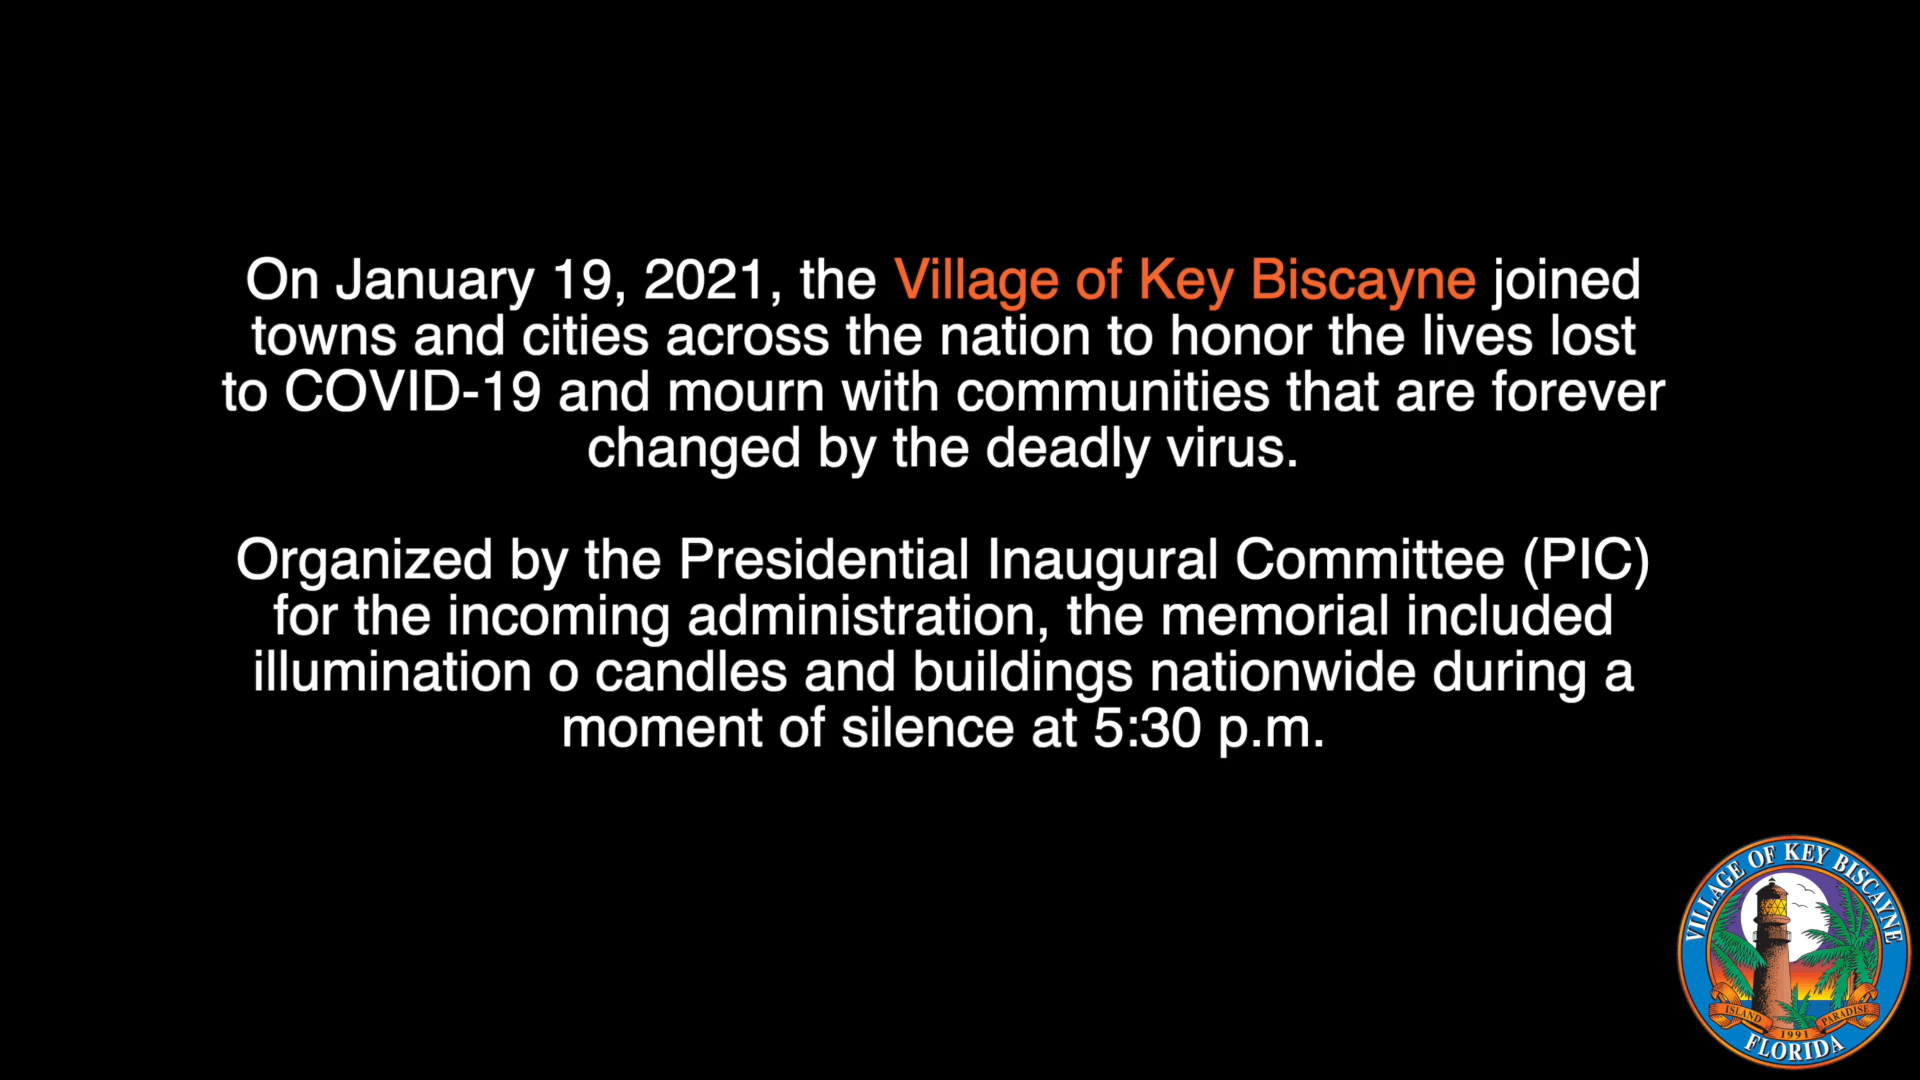 On January 19, 2021, the Village of Key Biscayne joined
towns and cities across the nation to honor the lives lost
to COVID-19 and mourn with communities that are forever
changed by the deadly virus.
Organized by the Presidential Inaugural Committee (PIC)
for the incoming administration, the memorial included
illumination o candles and buildings nationwide during a
moment of silence at 5:30 p.m.
VILLAGE OF KEY BISCAYNE
ISLAND PARADISE
1991
FLORIDA